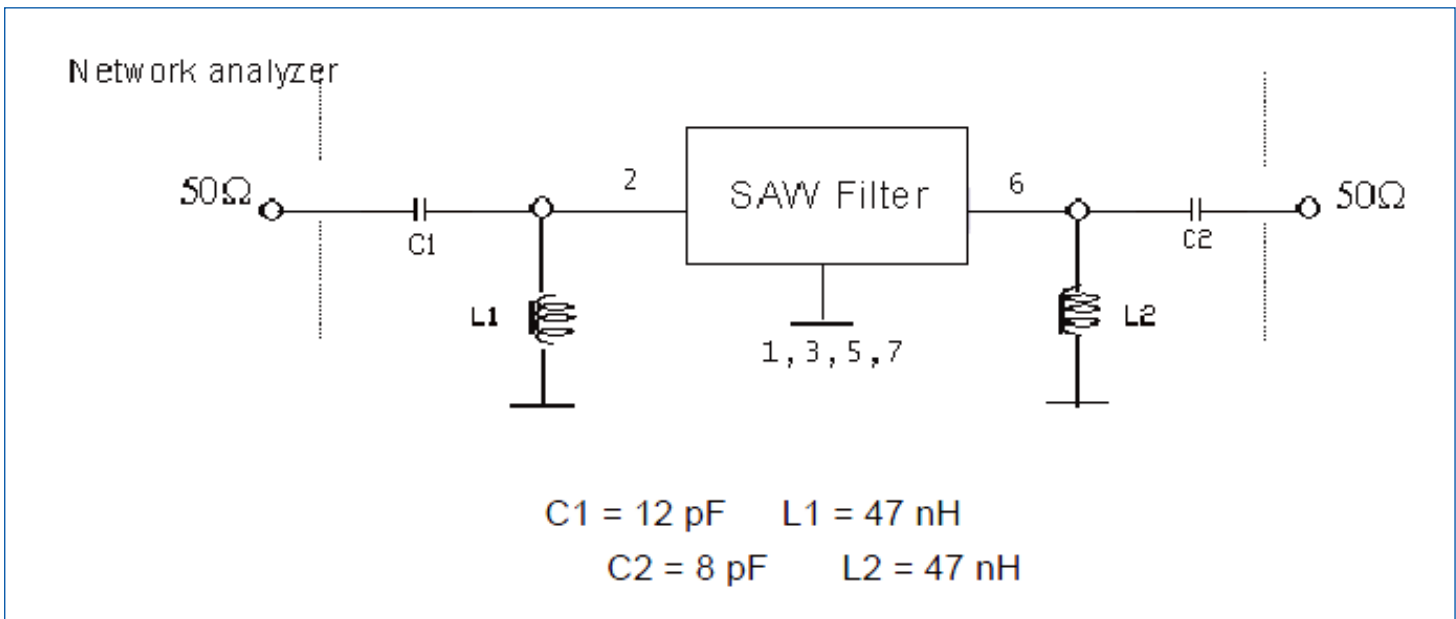 Network analyzer
50Ω C1 2 SAW Filter 6 C2 50Ω
L1 1,3,5,7 L2
C1 = 12 pF L1 = 47 nH
C2 = 8 pF L2 = 47 nH